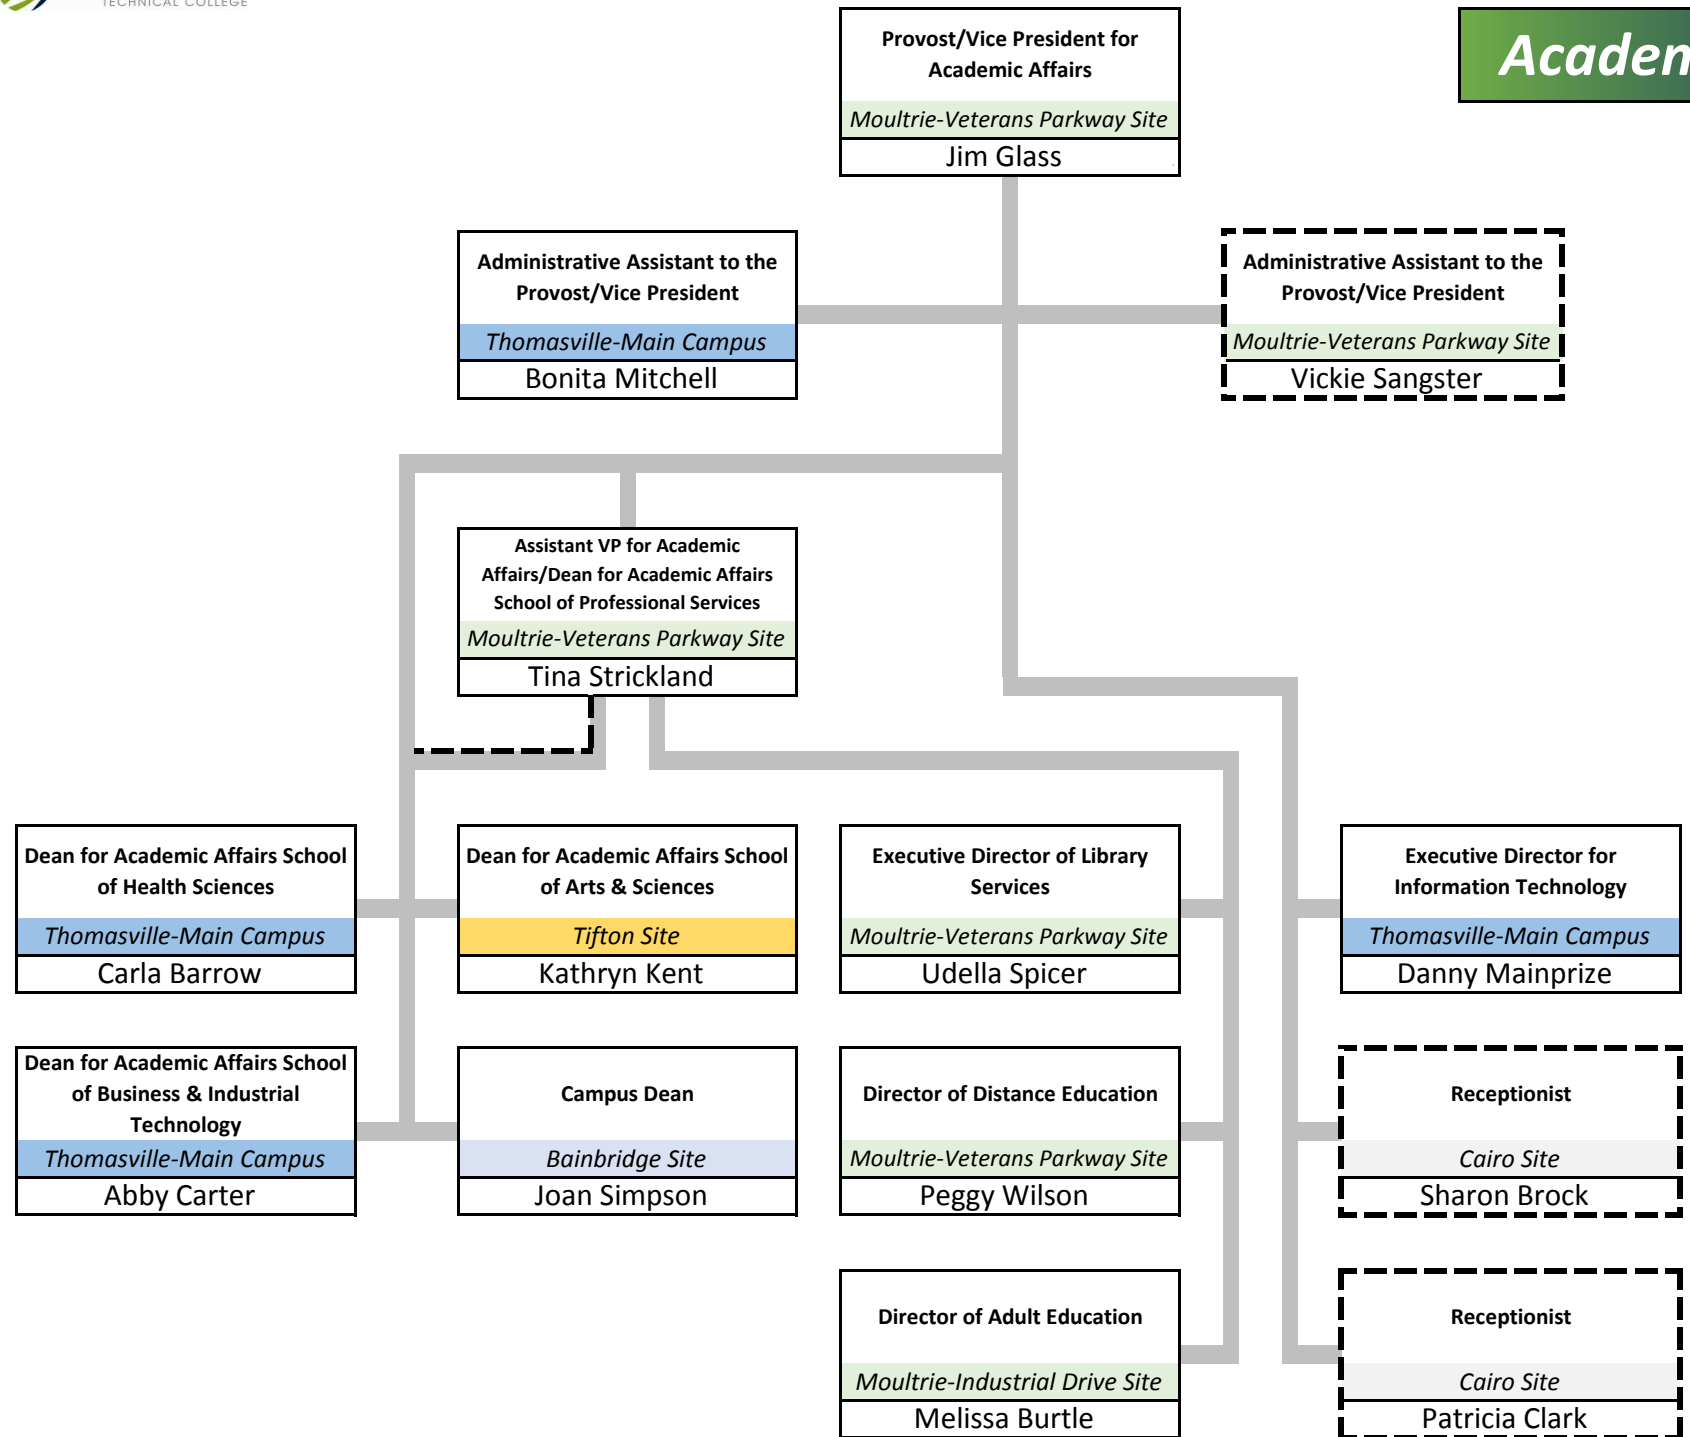 TECHNICAL COLLEGE
Provost/Vice President for
Academic Affairs
Moultrie-Veterans Parkway Site
Jim Glass
Academ
Administrative Assistant to the
Provost/Vice President
Thomasville-Main Campus
Bonita Mitchell
Administrative Assistant to the
Provost/Vice President
Moultrie-Veterans Parkway Site
Vickie Sangster
Assistant VP for Academic
Affairs/Dean for Academic Affairs
School of Professional Services
Moultrie-Veterans Parkway Site
Tina Strickland
Dean for Academic Affairs School
of Health Sciences
Thomasville-Main Campus
Carla Barrow
Dean for Academic Affairs School
of Arts & Sciences
Tifton Site
Kathryn Kent
Executive Director of Library
Services
Moultrie-Veterans Parkway Site
Udella Spicer
Executive Director for
Information Technology
Thomasville-Main Campus
Danny Mainprize
Dean for Academic Affairs School
of Business & Industrial
Technology
Thomasville-Main Campus
Abby Carter
Campus Dean
Bainbridge Site
Joan Simpson
Director of Distance Education
Moultrie-Veterans Parkway Site
Peggy Wilson
Receptionist
Cairo Site
Sharon Brock
Director of Adult Education
Moultrie-Industrial Drive Site
Melissa Burtle
Receptionist
Cairo Site
Patricia Clark